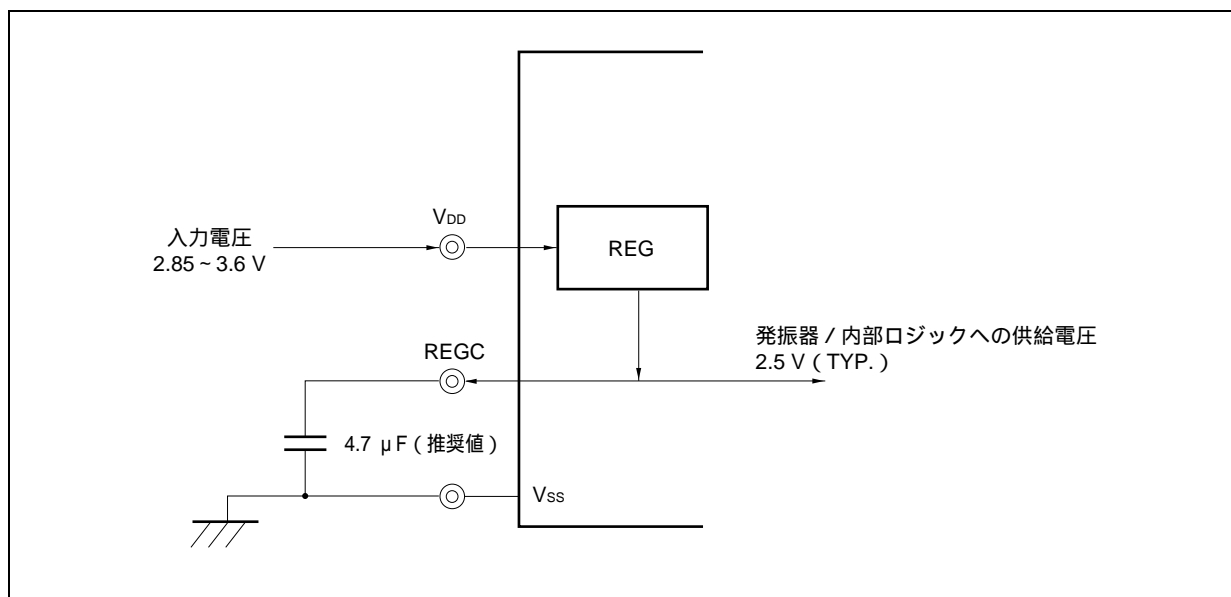 VDD
入力電圧
2.85~3.6 V
REG
REGC
発振器/内部ロジックへの供給電圧
2.5 V(TYP.)
4.7 μF(推奨値)
VSS